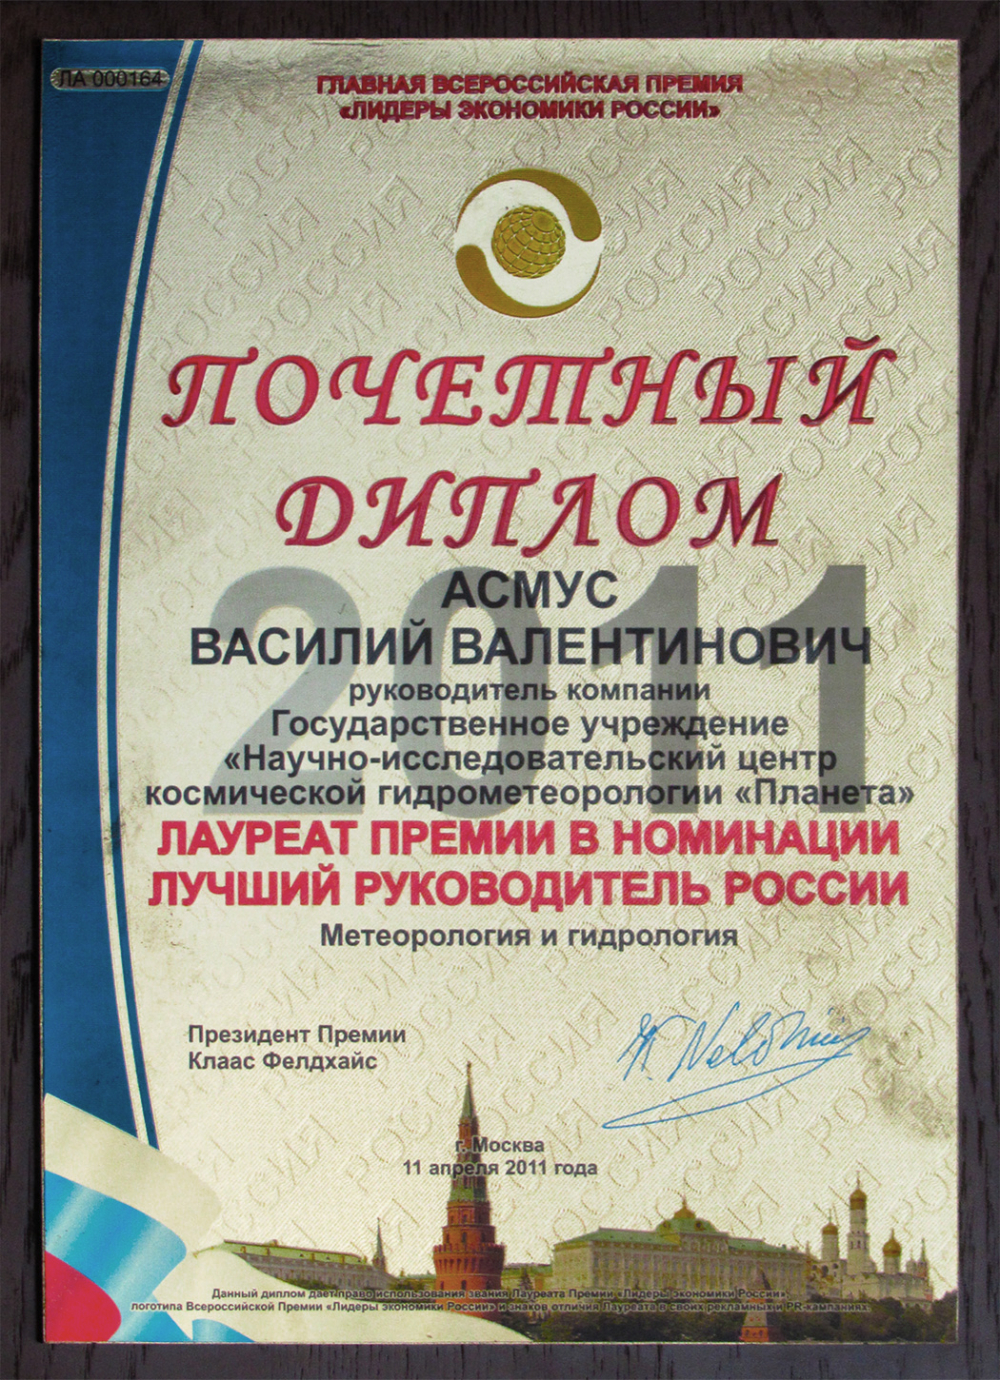 ЛА 000164
ГЛАВНАЯ ВСЕРОССИЙСКАЯ ПРЕМИЯ
«ЛИДЕРЫ ЭКОНОМИКИ РОССИИ»
ПОЧЕТНЫЙ
ДИПЛОМ
2011
АСМУС
ВАСИЛИЙ ВАЛЕНТИНОВИЧ
руководитель компании
Государственное учреждение
«Научно-исследовательский центр
космической гидрометеорологии «Планета»
ЛАУРЕАТ ПРЕМИИ В НОМИНАЦИИ
ЛУЧШИЙ РУКОВОДИТЕЛЬ РОССИИ
Метеорология и гидрология
Президент Премии
Клаас Фелдхайс
г. Москва
11 апреля 2011 года
Данный диплом дает право использования звания Лауреата Премии «Лидеры экономики России»,
логотипа Всероссийской Премии «Лидеры экономики России» и знаков отличия Лауреата в своих рекламных и PR-кампаниях